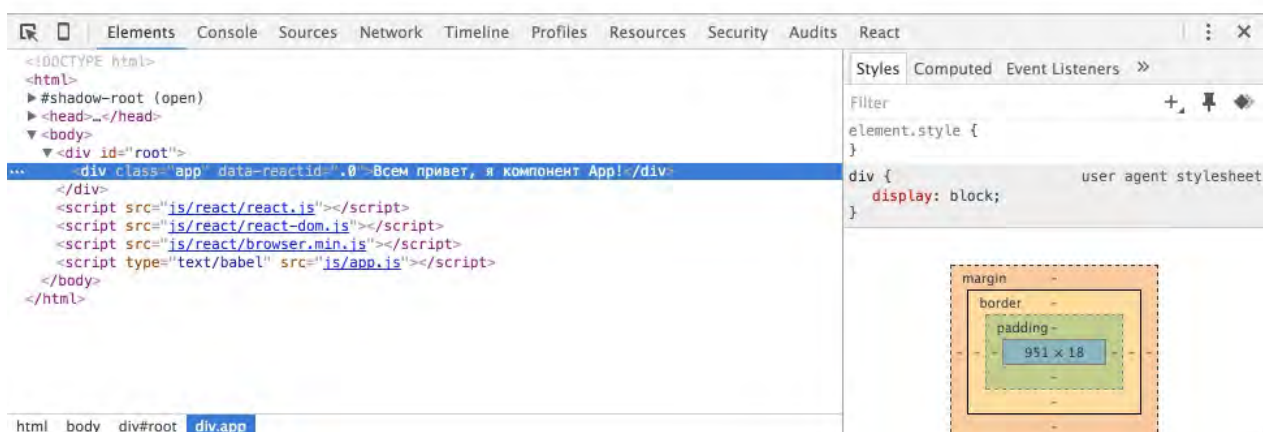 Elements Console Sources Network Timeline Profiles Resources Security Audits React
<!DOCTYPE html>
<html>
#shadow-root (open)
<head>…</head>
<body>
<div id="root">
… <div class="app" data-reactid=".0">Всем привет, я компонент App!</div>
</div>
<script src="js/react/react.js"></script>
<script src="js/react/react-dom.js"></script>
<script src="js/react/browser.min.js"></script>
<script type="text/babel" src="js/app.js"></script>
</body>
</html>
html body div#root div.app
Styles Computed Event Listeners »
Filter
element.style {
}
div { user agent stylesheet
display: block;
}
margin -
border -
padding -
- - - 951 × 18 - - -
-
-
-